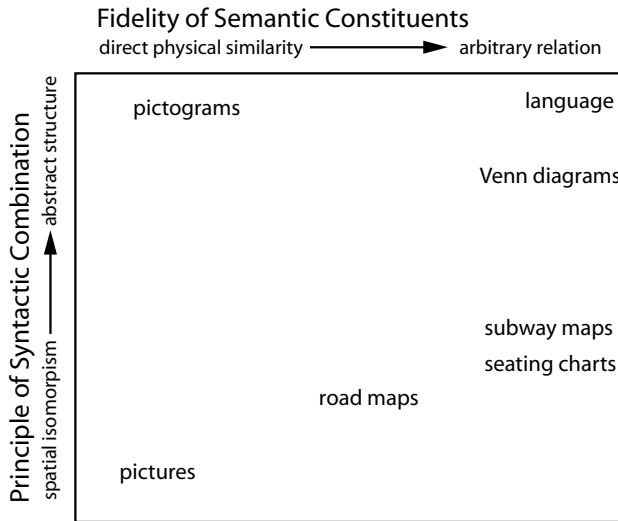 Fidelity of Semantic Constituents
direct physical similarity
arbitrary relation
Principle of Syntactic Combination
spatial isomorpism
abstract structure
pictograms
language
Venn diagrams
subway maps
seating charts
road maps
pictures